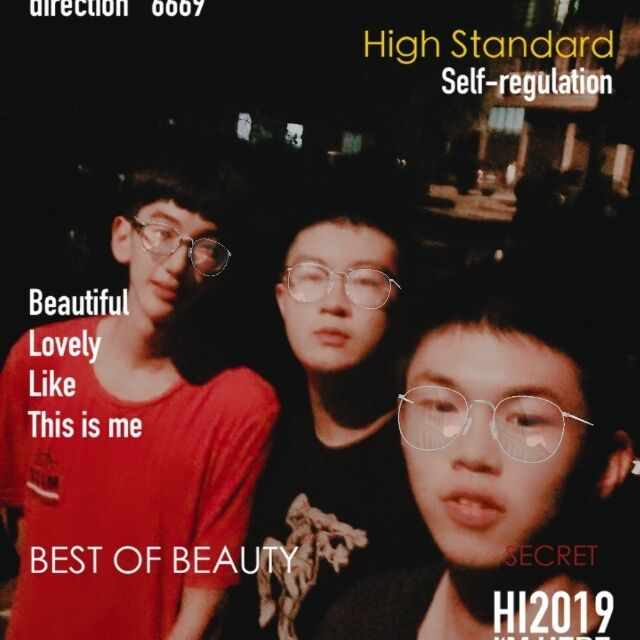 direction 6669
High Standard
Self-regulation
Beautiful
Lovely
Like
This is me
BEST OF BEAUTY
SECRET
HI2019